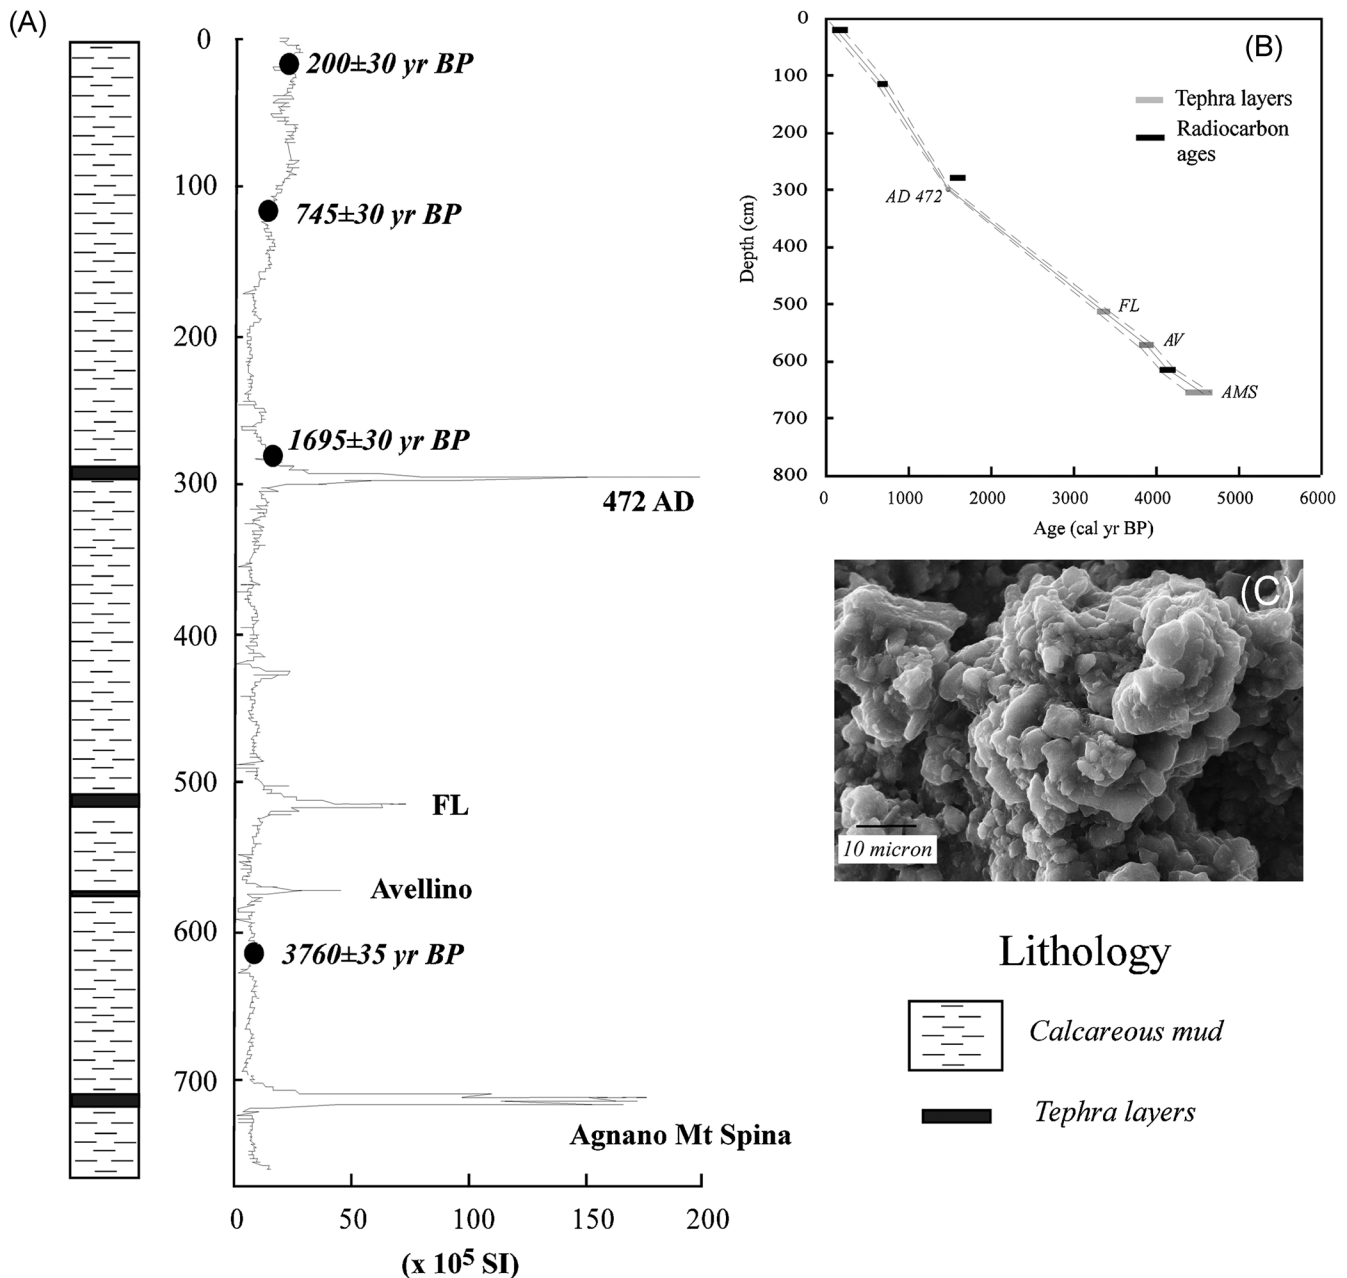 (A)
0
200±30 yr BP
100
745±30 yr BP
200
1695±30 yr BP
300
472 AD
400
500
FL
Avellino
600
3760±35 yr BP
700
Agnano Mt Spina
0 50 100 150 200
(x 10⁵ SI)
(B)
0
100
200
300
400
500
600
700
800
Depth (cm)
Tephra layers
Radiocarbon
ages
AD 472
FL
AV
AMS
0 1000 2000 3000 4000 5000 6000
Age (cal yr BP)
(C)
10 micron
Lithology
Calcareous mud
Tephra layers